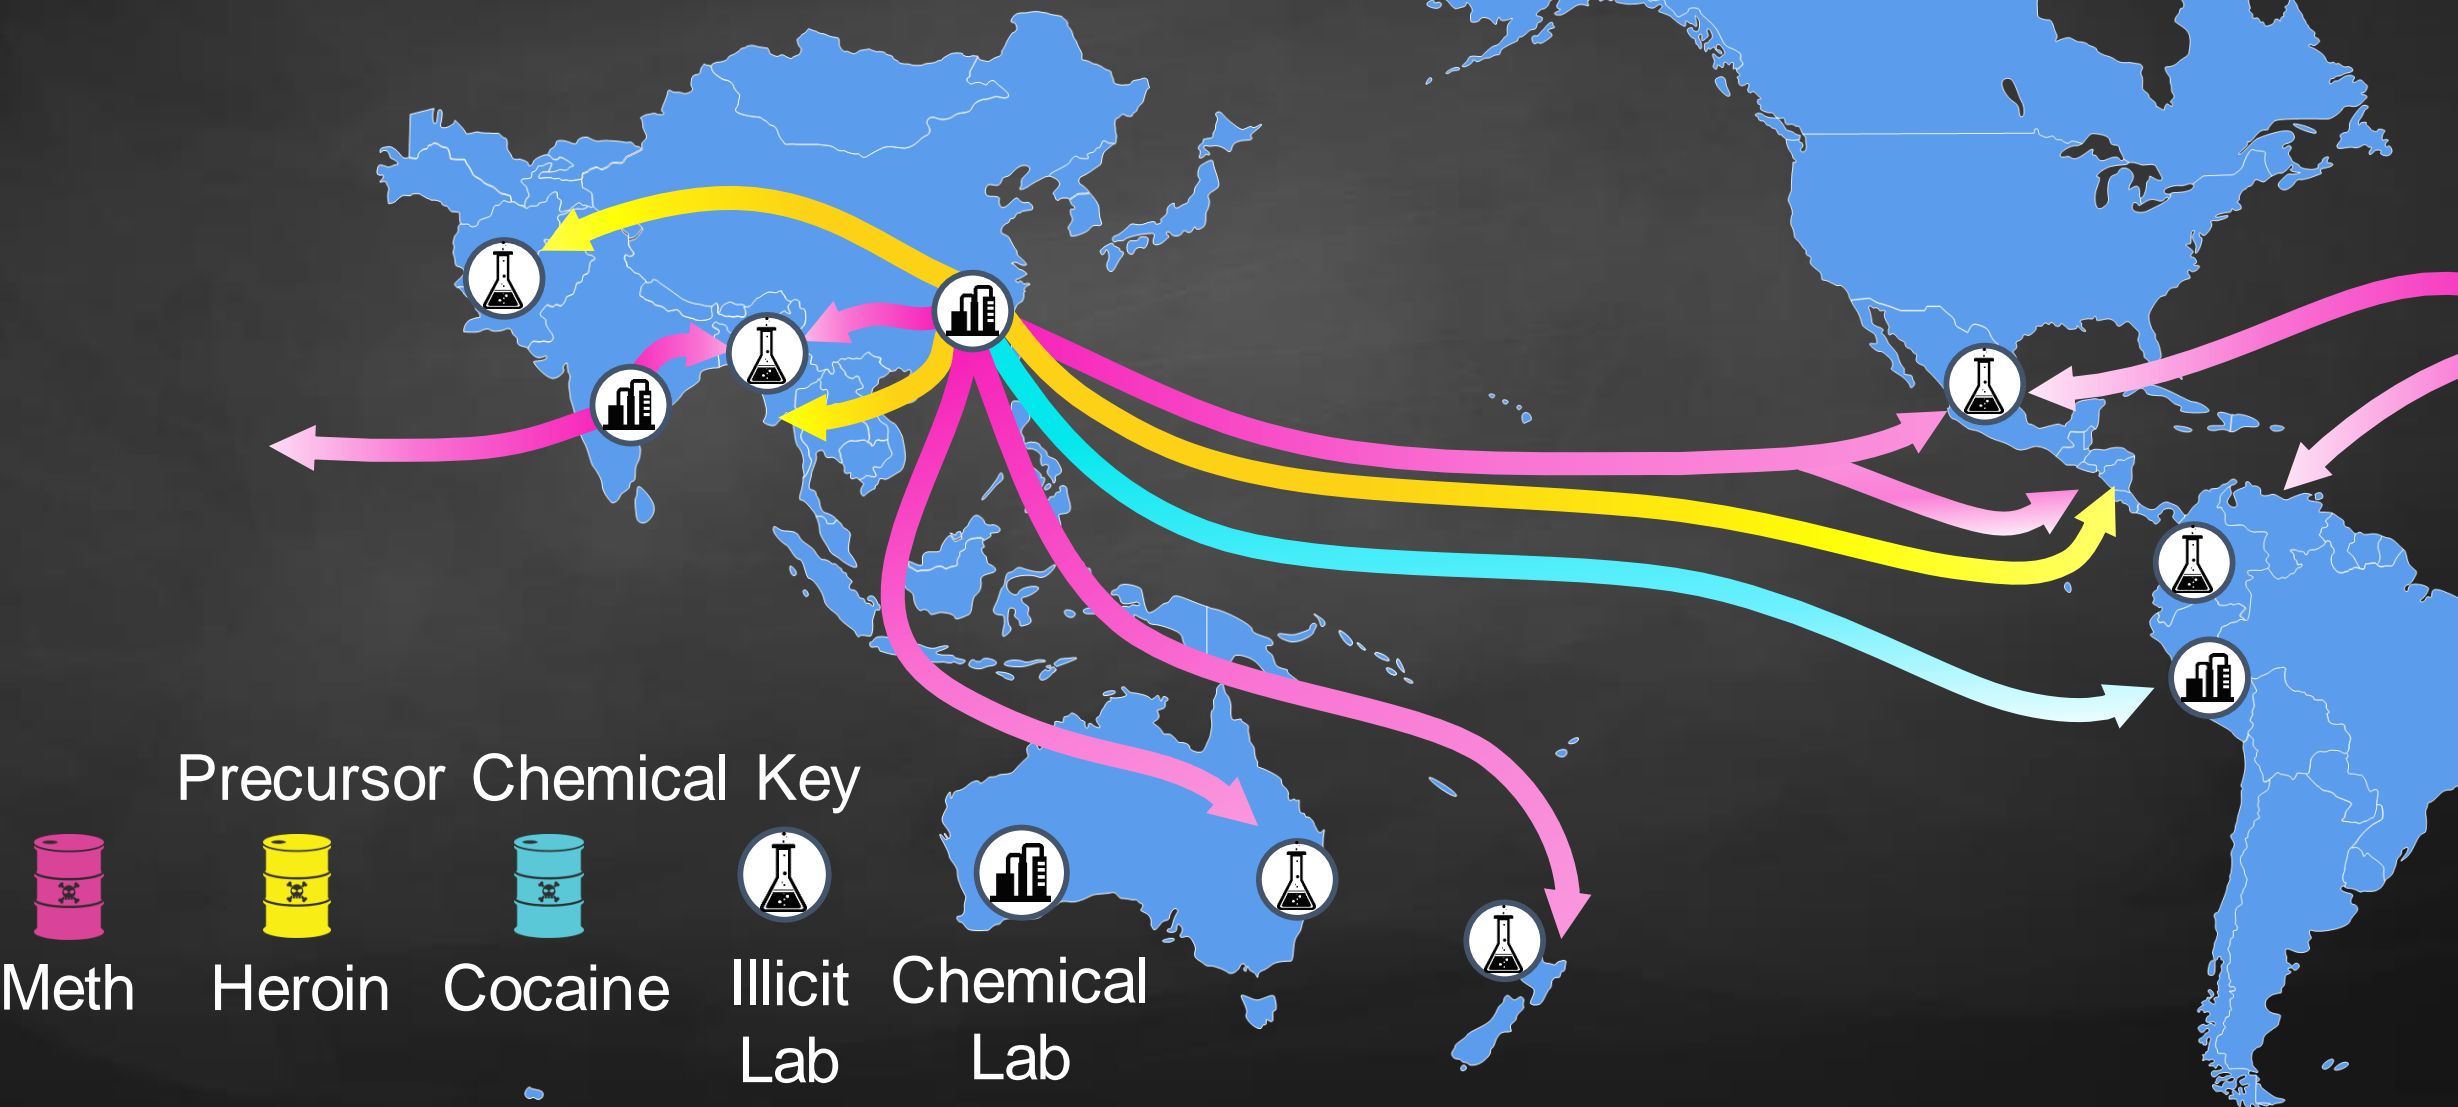 Precursor Chemical Key
Meth
Heroin
Cocaine
Illicit
Lab
Chemical
Lab